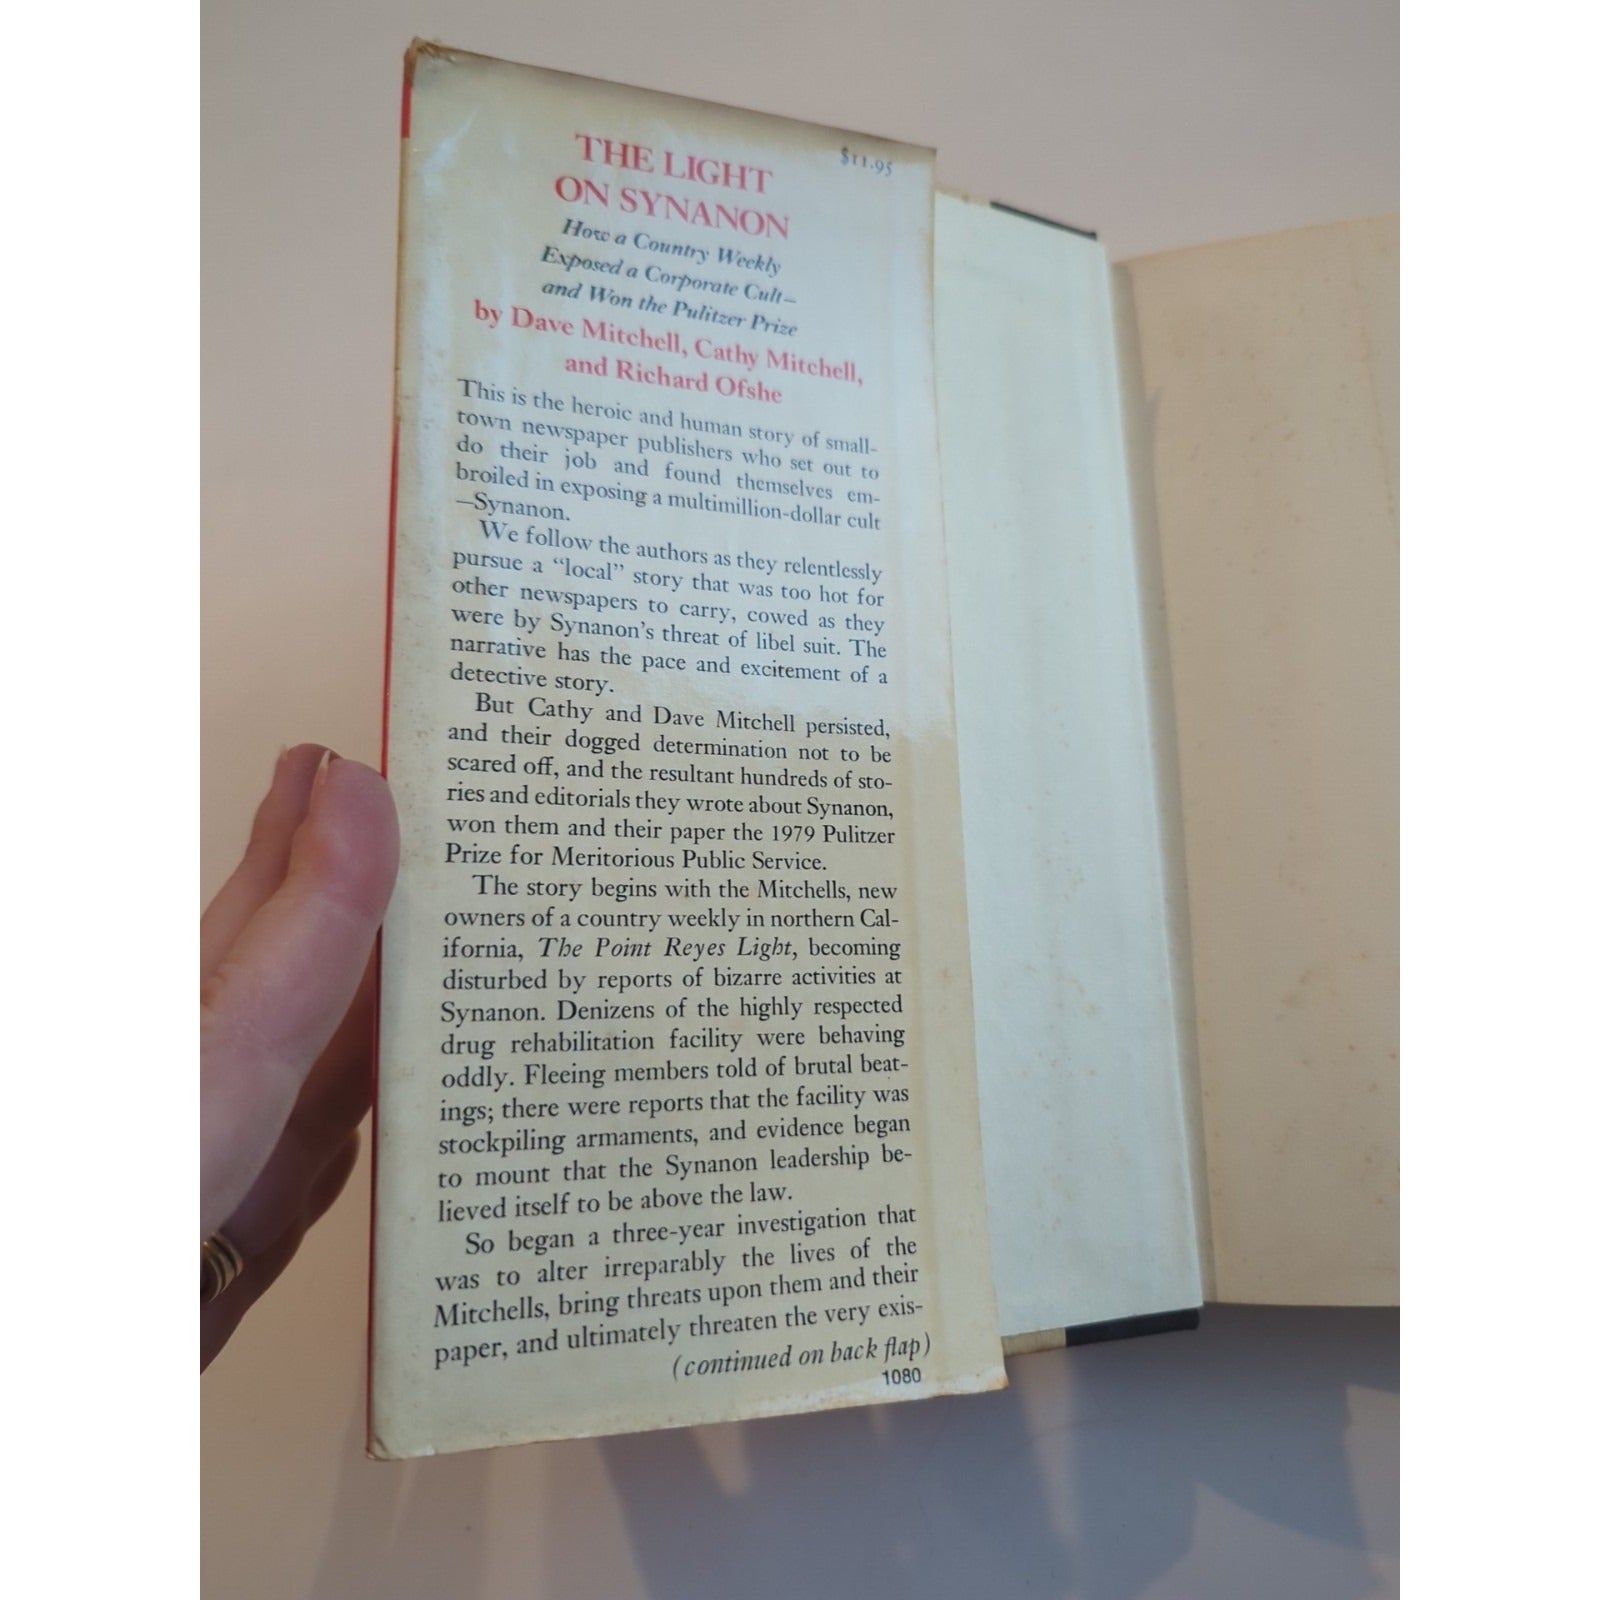 $11.95
THE LIGHT
ON SYNANON
How a Country Weekly
Exposed a Corporate Cult—
and Won the Pulitzer Prize
by Dave Mitchell, Cathy Mitchell,
and Richard Ofshe
This is the heroic and human story of small-
town newspaper publishers who set out to
do their job and found themselves em-
broiled in exposing a multimillion-dollar cult
—Synanon.
We follow the authors as they relentlessly
pursue a "local" story that was too hot for
other newspapers to carry, cowed as they
were by Synanon's threat of libel suit. The
narrative has the pace and excitement of a
detective story.
But Cathy and Dave Mitchell persisted,
and their dogged determination not to be
scared off, and the resultant hundreds of sto-
ries and editorials they wrote about Synanon,
won them and their paper the 1979 Pulitzer
Prize for Meritorious Public Service.
The story begins with the Mitchells, new
owners of a country weekly in northern Cal-
ifornia, The Point Reyes Light, becoming
disturbed by reports of bizarre activities at
Synanon. Denizens of the highly respected
drug rehabilitation facility were behaving
oddly. Fleeing members told of brutal beat-
ings; there were reports that the facility was
stockpiling armaments, and evidence began
to mount that the Synanon leadership be-
lieved itself to be above the law.
So began a three-year investigation that
was to alter irreparably the lives of the
Mitchells, bring threats upon them and their
paper, and ultimately threaten the very exis-
(continued on back flap)
1080